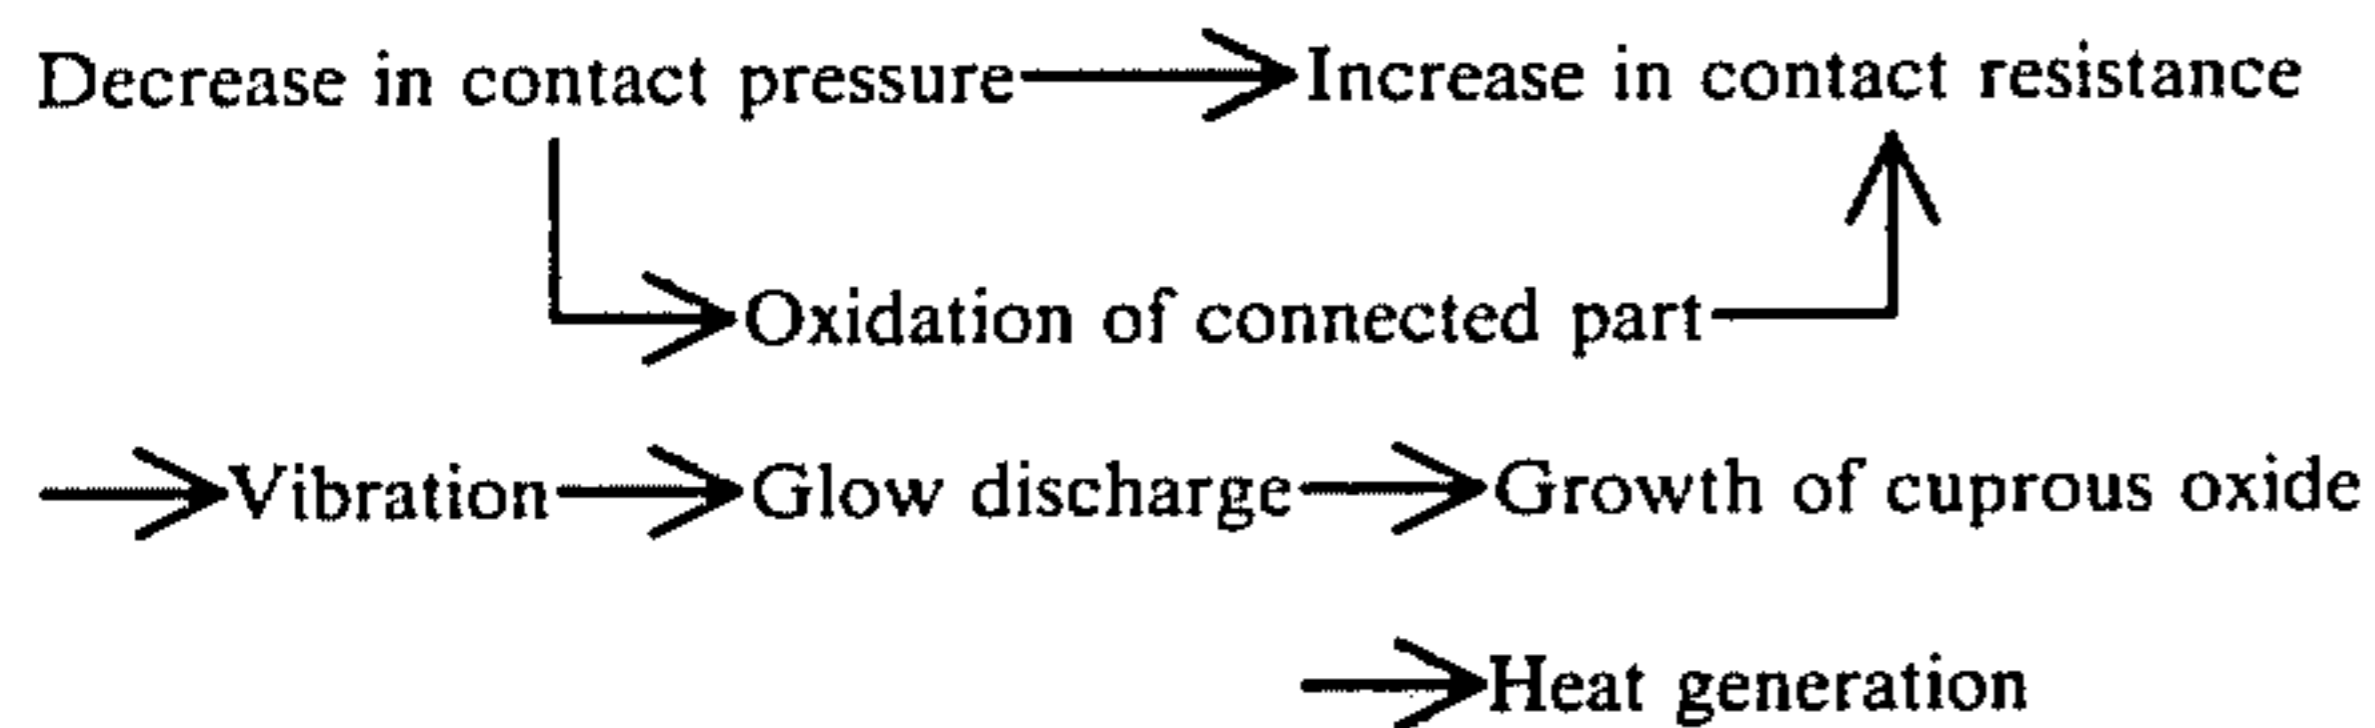 Decrease in contact pressure Increase in contact resistance
Oxidation of connected part
Vibration Glow discharge Growth of cuprous oxide
Heat generation